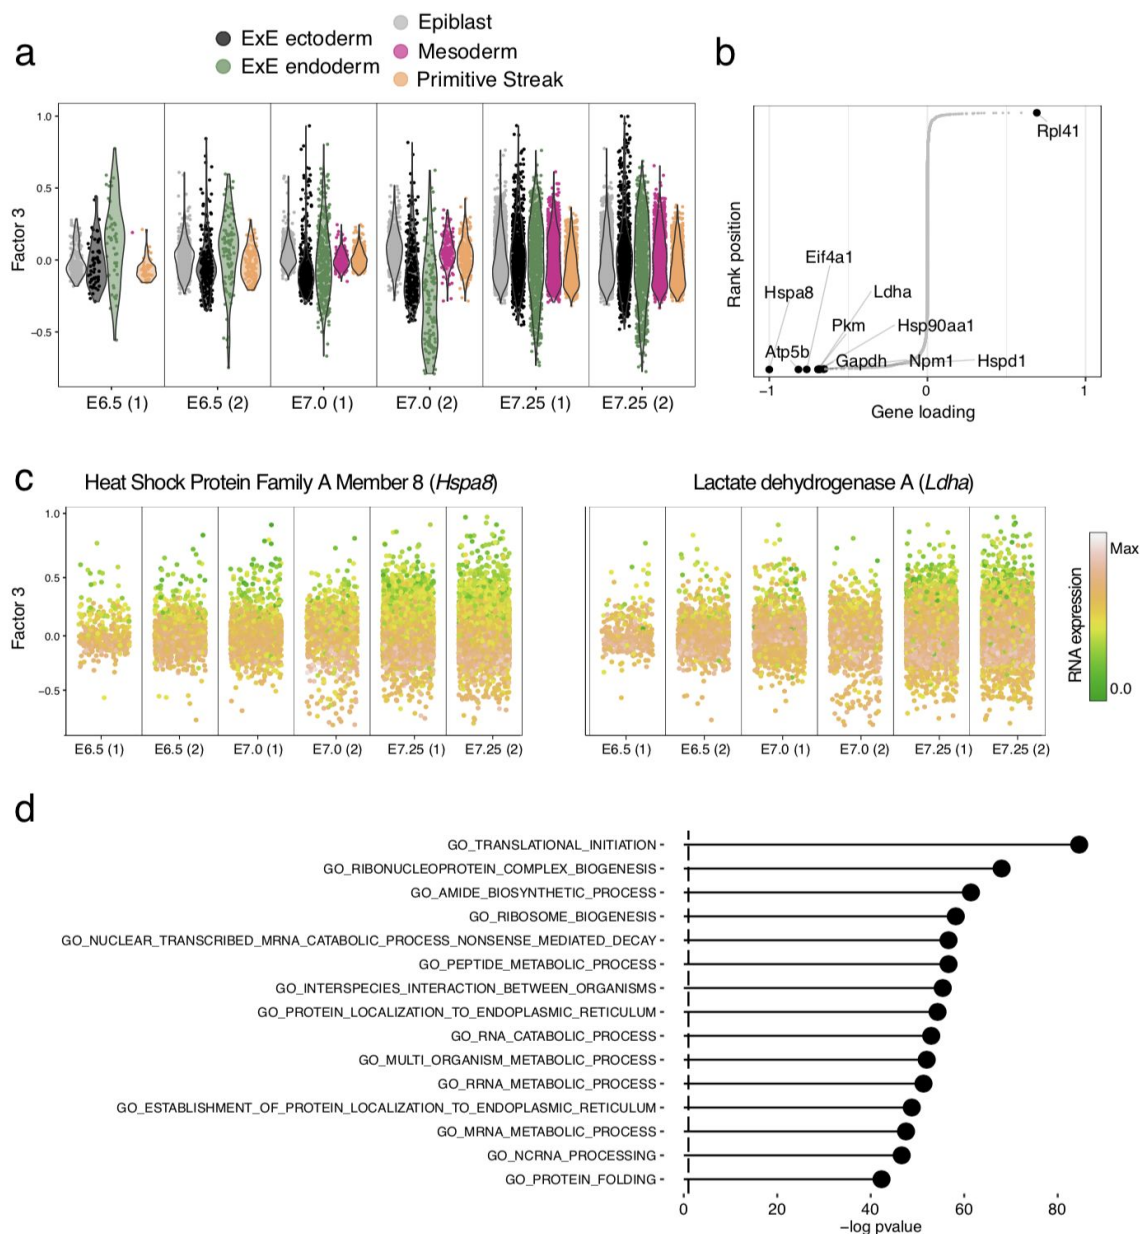 a
ExE ectoderm
ExE endoderm
Epiblast
Mesoderm
Primitive Streak
Factor 3
1.0
0.5
0.0
−0.5
E6.5 (1)
E6.5 (2)
E7.0 (1)
E7.0 (2)
E7.25 (1)
E7.25 (2)
b
Rank position
Rpl41
Eif4a1
Hspa8
Ldha
Pkm
Hsp90aa1
Atp5b
Gapdh
Npm1
Hspd1
−1
0
1
Gene loading
c
Heat Shock Protein Family A Member 8 (Hspa8)
Factor 3
1.0
0.5
0.0
−0.5
E6.5 (1)
E6.5 (2)
E7.0 (1)
E7.0 (2)
E7.25 (1)
E7.25 (2)
Lactate dehydrogenase A (Ldha)
E6.5 (1)
E6.5 (2)
E7.0 (1)
E7.0 (2)
E7.25 (1)
E7.25 (2)
RNA expression
Max
0.0
d
GO_TRANSLATIONAL_INITIATION
GO_RIBONUCLEOPROTEIN_COMPLEX_BIOGENESIS
GO_AMIDE_BIOSYNTHETIC_PROCESS
GO_RIBOSOME_BIOGENESIS
GO_NUCLEAR_TRANSCRIBED_MRNA_CATABOLIC_PROCESS_NONSENSE_MEDIATED_DECAY
GO_PEPTIDE_METABOLIC_PROCESS
GO_INTERSPECIES_INTERACTION_BETWEEN_ORGANISMS
GO_PROTEIN_LOCALIZATION_TO_ENDOPLASMIC_RETICULUM
GO_RNA_CATABOLIC_PROCESS
GO_MULTI_ORGANISM_METABOLIC_PROCESS
GO_RRNA_METABOLIC_PROCESS
GO_ESTABLISHMENT_OF_PROTEIN_LOCALIZATION_TO_ENDOPLASMIC_RETICULUM
GO_MRNA_METABOLIC_PROCESS
GO_NCRNA_PROCESSING
GO_PROTEIN_FOLDING
0
20
40
60
80
−log pvalue